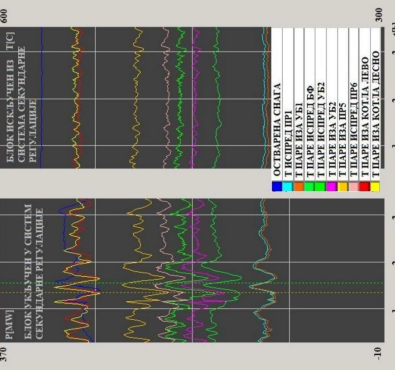 600
300
БЛОК ИСКЉУЧЕН ИЗ T[C]
СИСТЕМА СЕКУНДАРНЕ
РЕГУЛАЦИЈЕ
ОСТВАРЕНА СНАГА
Т ИСПРЕД ПР1
Т ПАРЕ ИЗА УБ1
Т ПАРЕ ИСПРЕД БФ
Т ПАРЕ ИСПРЕД УБ2
Т ПАРЕ ИЗА УБ2
Т ПАРЕ ИЗА ПР5
Т ПАРЕ ИСПРЕД ПР6
Т ПАРЕ ИЗА КОТЛА ЛЕВО
Т ПАРЕ ИЗА КОТЛА ДЕСНО
P[MW]
БЛОК УКЉУЧЕН У СИСТЕМ
СЕКУНДАРНЕ РЕГУЛАЦИЈЕ
370
-10